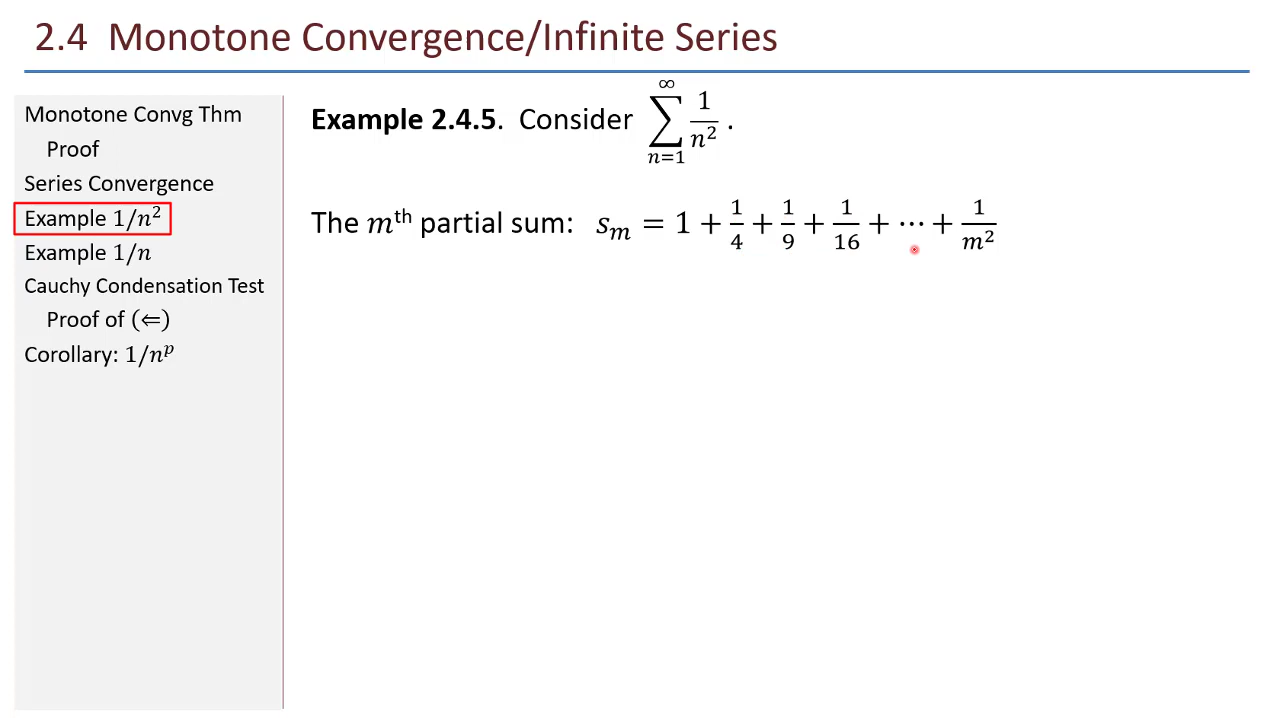 2.4 Monotone Convergence/Infinite Series
Monotone Convg Thm
Proof
Series Convergence
Example 1/n²
Example 1/n
Cauchy Condensation Test
Proof of (⇐)
Corollary: 1/nᵖ
Example 2.4.5. Consider ∑_{n=1}^{∞} 1/n² .
The mᵗʰ partial sum: sₘ = 1 + 1/4 + 1/9 + 1/16 + ⋯ + 1/m²